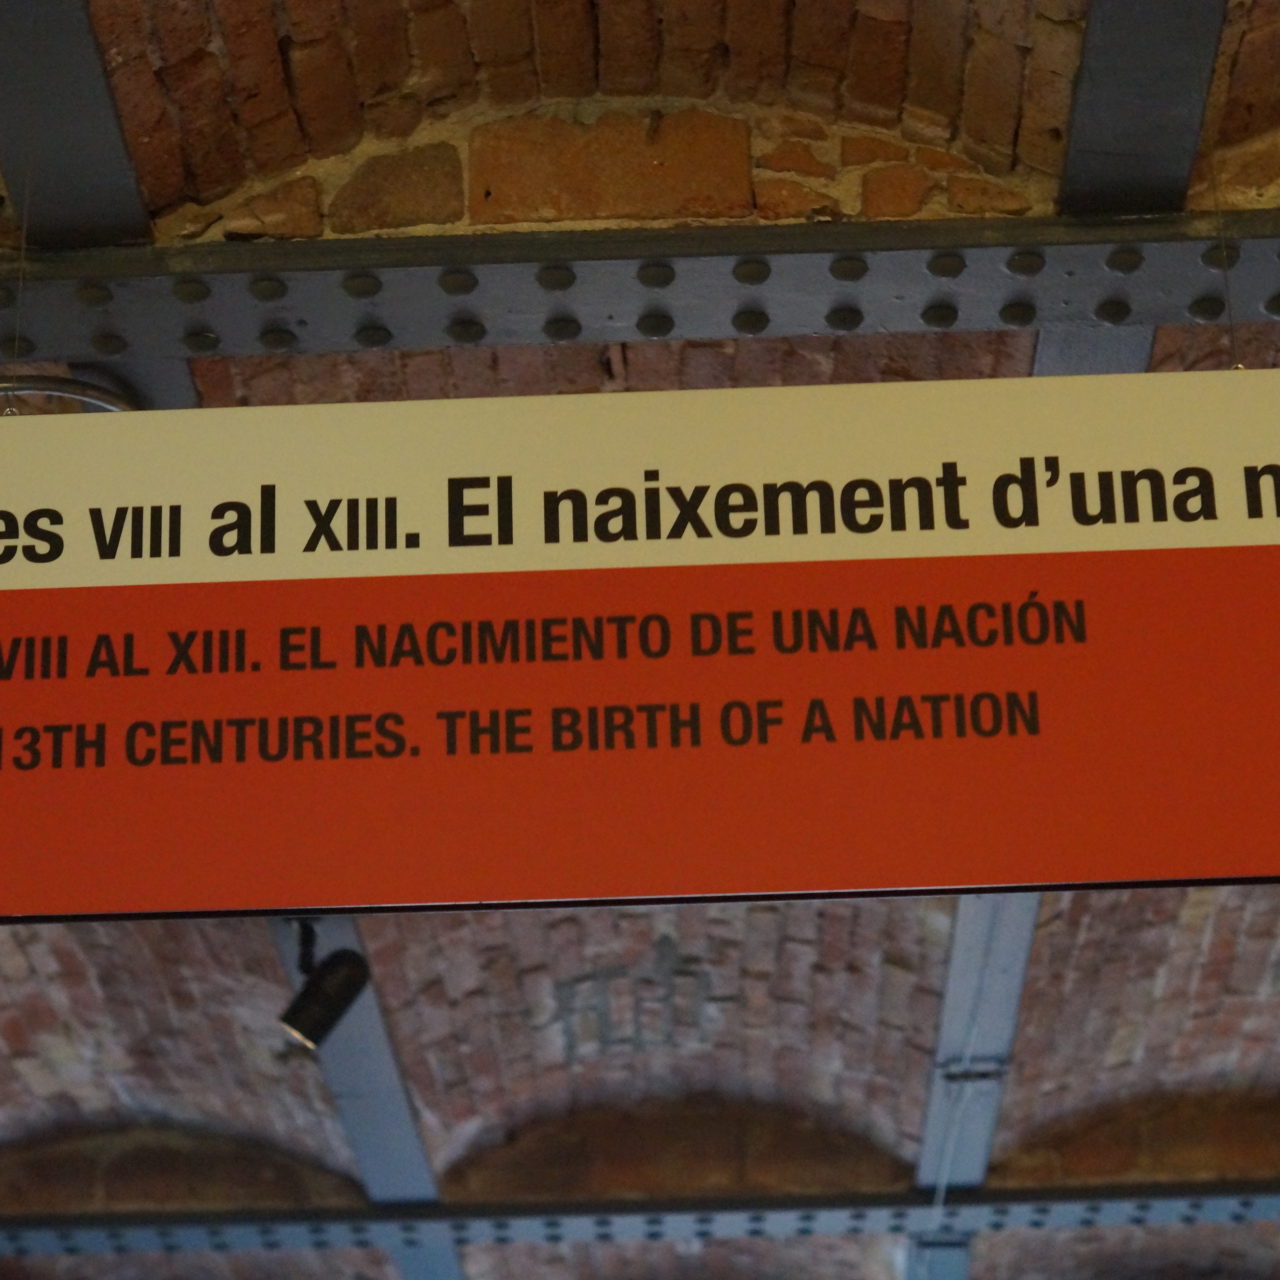 es VIII al XIII. El naixement d'una
VIII AL XIII. EL NACIMIENTO DE UNA NACIÓN
13TH CENTURIES. THE BIRTH OF A NATION